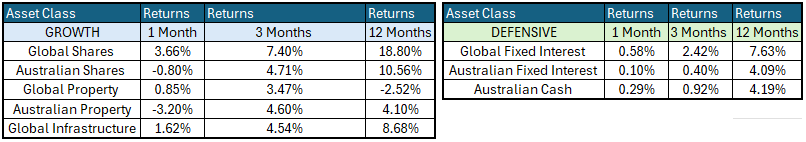 Asset Class Returns Returns Returns
GROWTH 1 Month 3 Months 12 Months
Global Shares 3.66% 7.40% 18.80%
Australian Shares -0.80% 4.71% 10.56%
Global Property 0.85% 3.47% -2.52%
Australian Property -3.20% 4.60% 4.10%
Global Infrastructure 1.62% 4.54% 8.68%
Asset Class Returns Returns Returns
DEFENSIVE 1 Month 3 Months 12 Months
Global Fixed Interest 0.58% 2.42% 7.63%
Australian Fixed Interest 0.10% 0.40% 4.09%
Australian Cash 0.29% 0.92% 4.19%